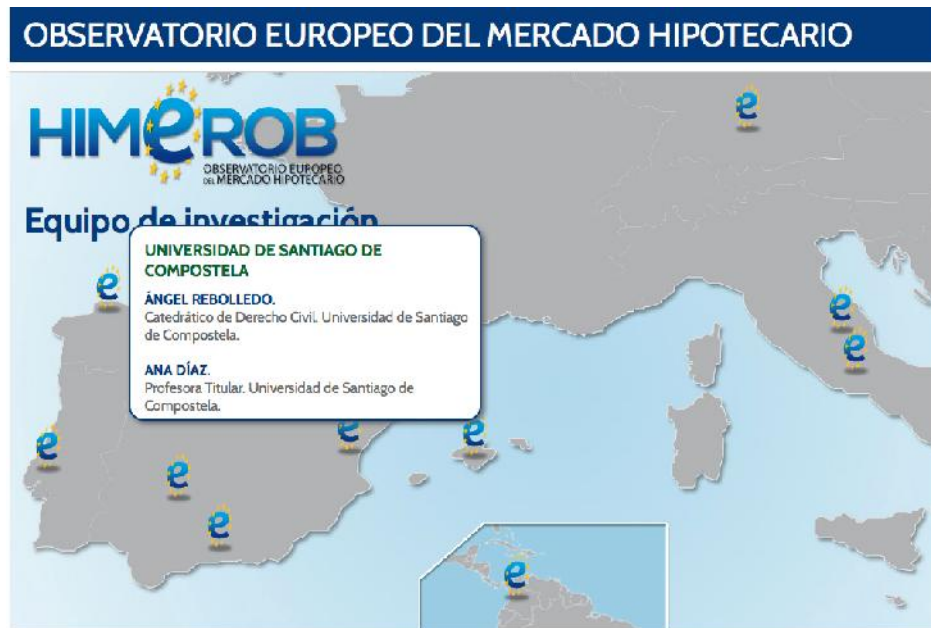 OBSERVATORIO EUROPEO DEL MERCADO HIPOTECARIO
HIMEROB
OBSERVATORIO EUROPEO
DEL MERCADO HIPOTECARIO
Equipo de investigación
UNIVERSIDAD DE SANTIAGO DE
COMPOSTELA
ÁNGEL REBOLLEDO.
Catedrático de Derecho Civil. Universidad de Santiago
de Compostela.
ANA DÍAZ.
Profesora Titular. Universidad de Santiago de
Compostela.
e
e
e
e
e
e
e
e
e
e